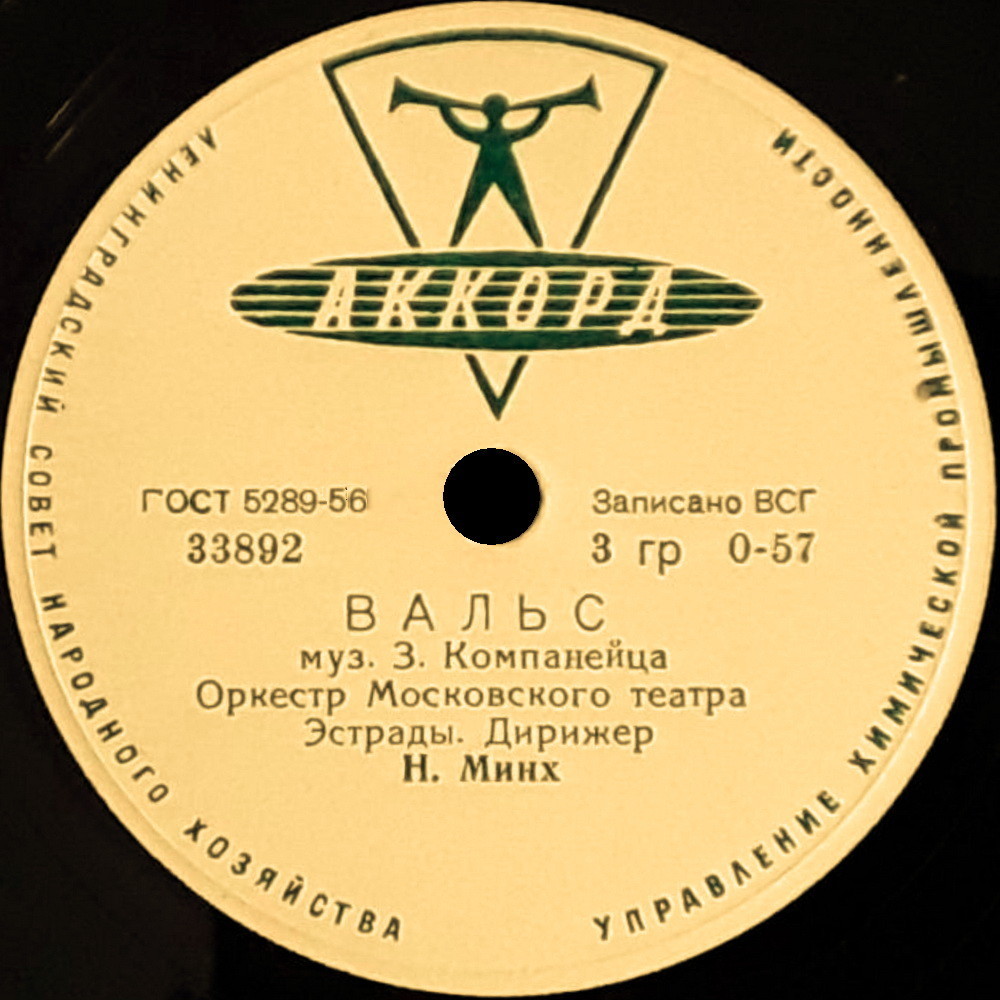 АККОРД
ЛЕНИНГРАДСКИЙ СОВЕТ НАРОДНОГО ХОЗЯЙСТВА
УПРАВЛЕНИЕ ХИМИЧЕСКОЙ ПРОМЫШЛЕННОСТИ
ГОСТ 5289-56
Записано ВСГ
33892
3 гр 0-57
ВАЛЬС
муз. З. Компанейца
Оркестр Московского театра
Эстрады. Дирижер
Н. Минх